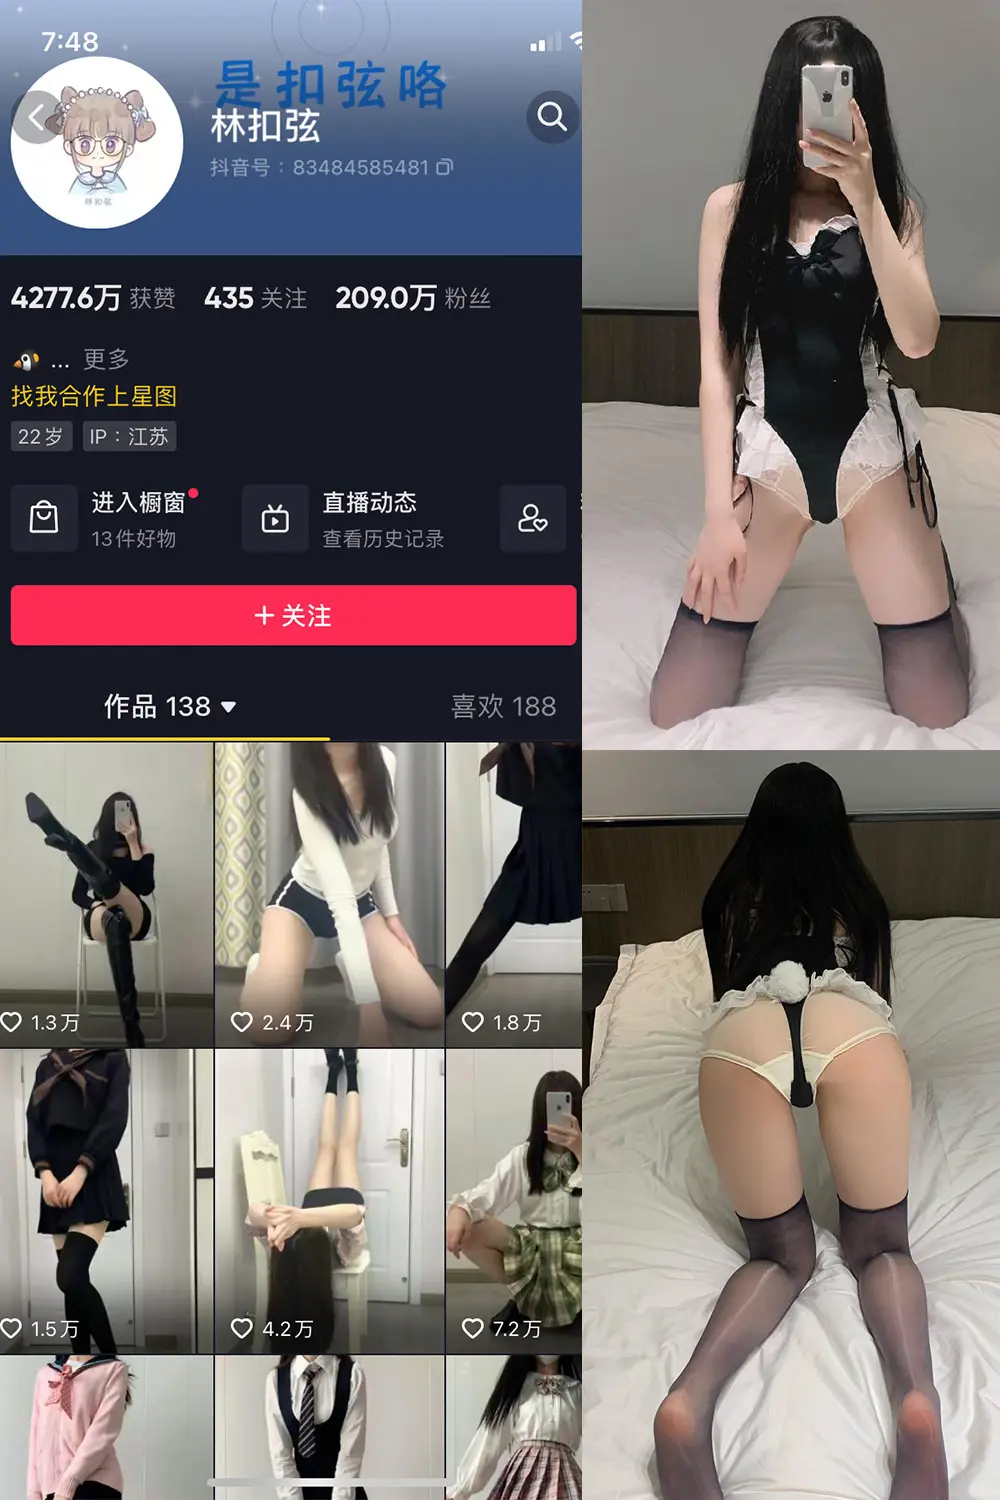 7:48
是扣弦咯
林扣弦
抖音号：83484585481
林扣弦
4277.6万 获赞 435 关注 209.0万 粉丝
... 更多
找我合作上星图
22岁 IP：江苏
进入橱窗 直播动态
13件好物 查看历史记录
+ 关注
作品 138 喜欢 188
1.3万 2.4万 1.8万
1.5万 4.2万 7.2万